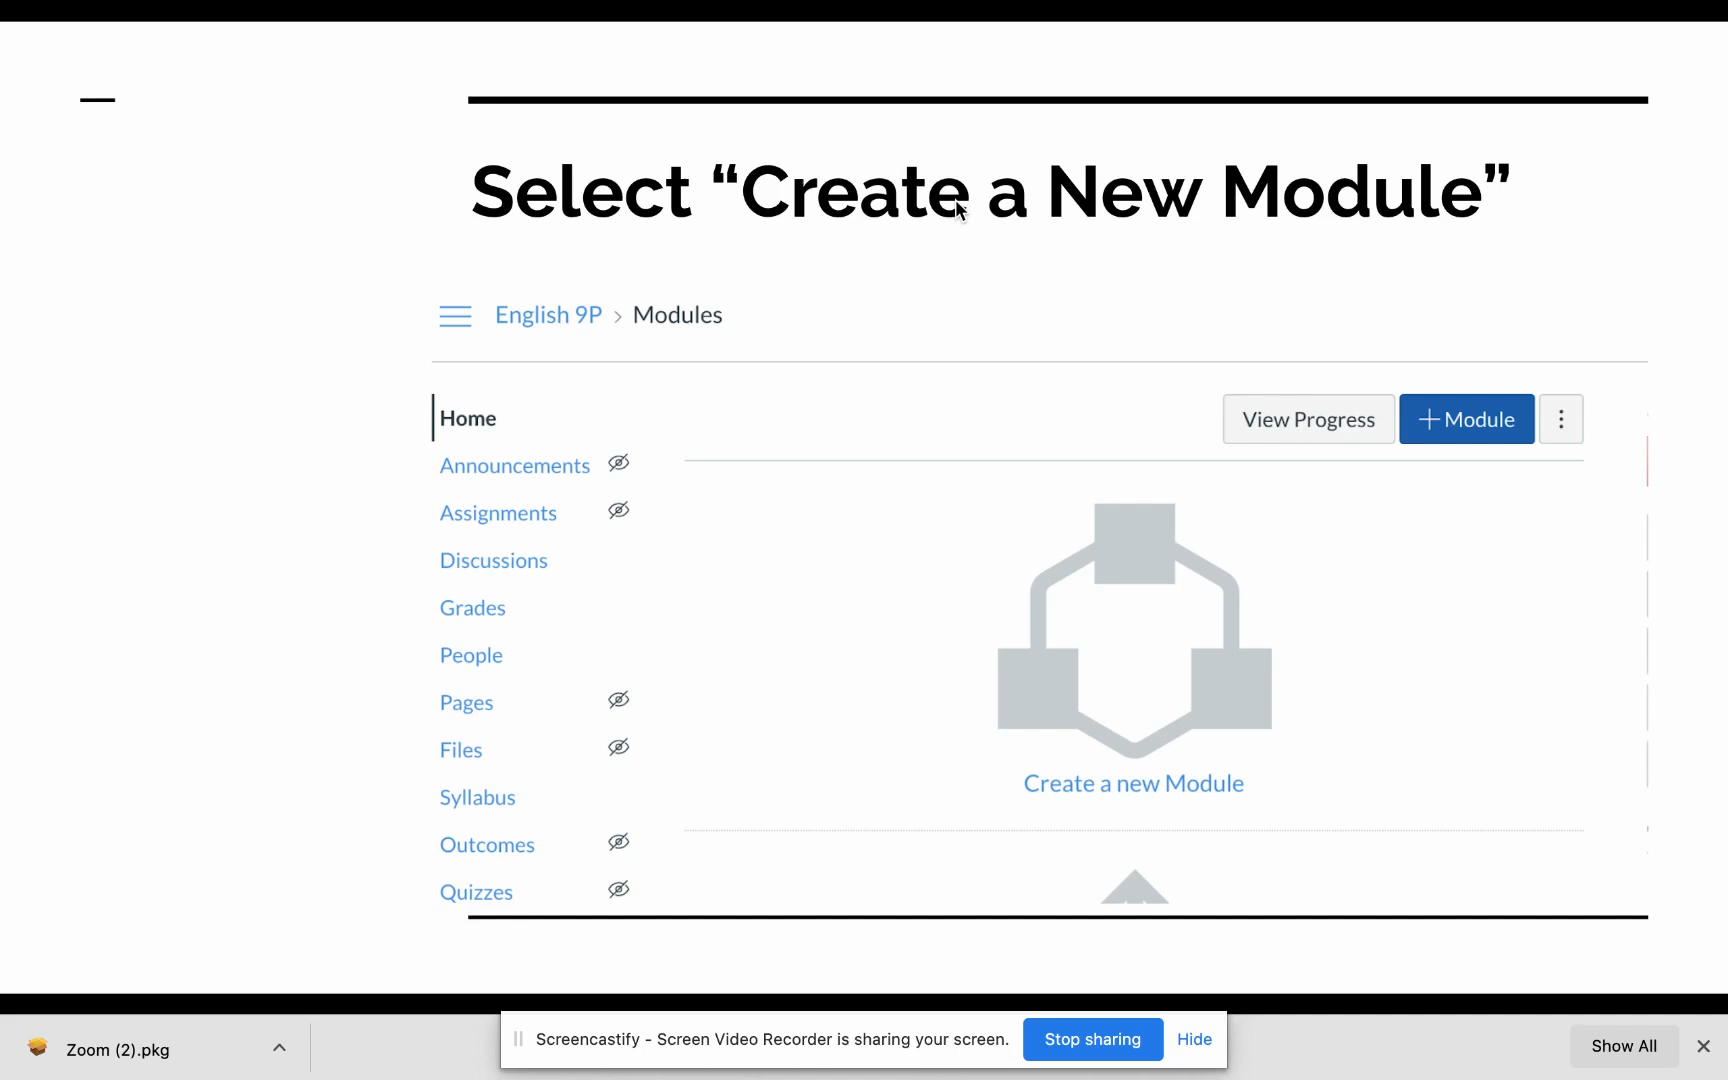 Select “Create a New Module”
English 9P > Modules
Home
View Progress
+ Module
Announcements
Assignments
Discussions
Grades
People
Pages
Files
Create a new Module
Syllabus
Outcomes
Quizzes
Zoom (2).pkg
Screencastify - Screen Video Recorder is sharing your screen.
Stop sharing
Hide
Show All